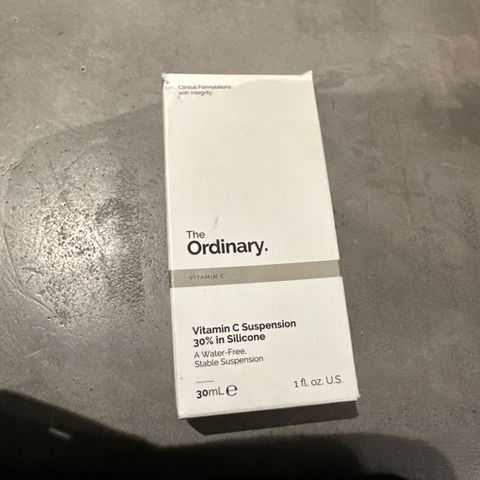 Clinical Formulations
with Integrity.
The
Ordinary.
VITAMIN C
Vitamin C Suspension
30% in Silicone
A Water-Free,
Stable Suspension
30mL ℮
1 fl. oz. U.S.